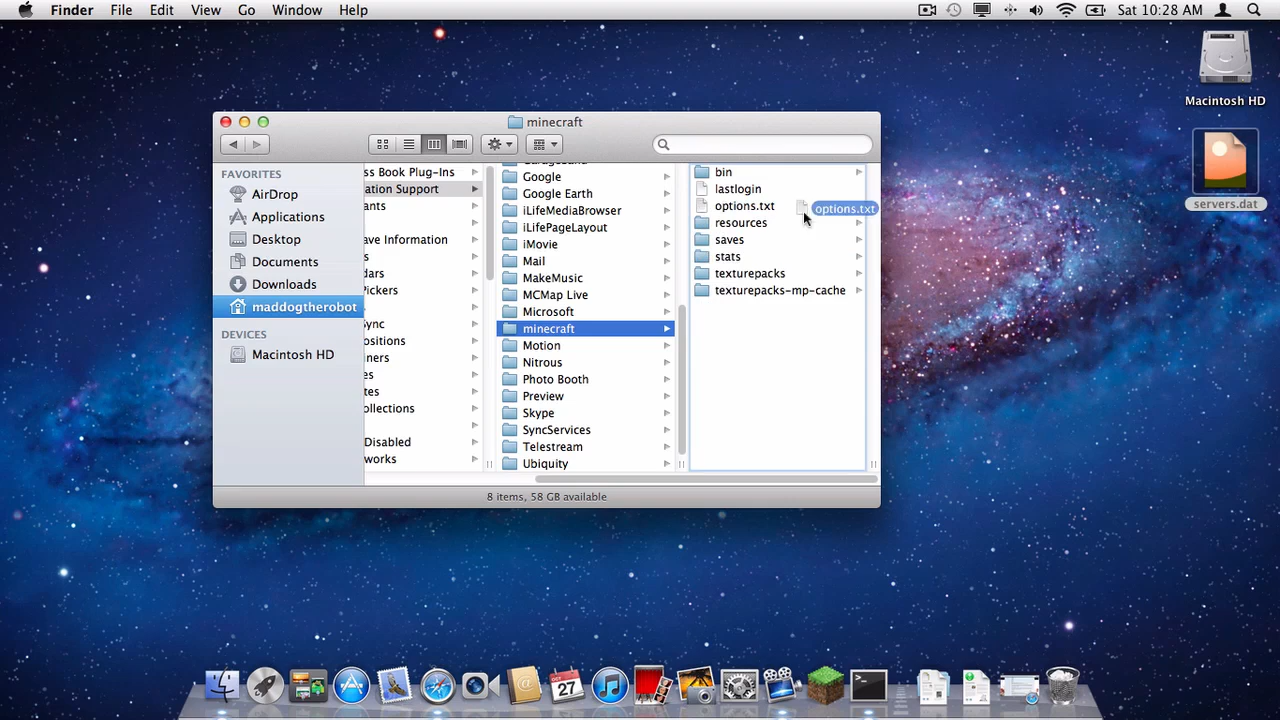 Finder File Edit View Go Window Help Sat 10:28 AM
Macintosh HD
servers.dat
minecraft
FAVORITES
AirDrop
Applications
Desktop
Documents
Downloads
maddogtherobot
DEVICES
Macintosh HD
ss Book Plug-Ins
ation Support
ants
ave Information
s
dars
Pickers
Sync
ositions
ners
es
tes
ollections
Disabled
works
Google
Google Earth
iLifeMediaBrowser
iLifePageLayout
iMovie
Mail
MakeMusic
MCMap Live
Microsoft
minecraft
Motion
Nitrous
Photo Booth
Preview
Skype
SyncServices
Telestream
Ubiquity
bin
lastlogin
options.txt options.txt
resources
saves
stats
texturepacks
texturepacks-mp-cache
8 items, 58 GB available
OCT
27